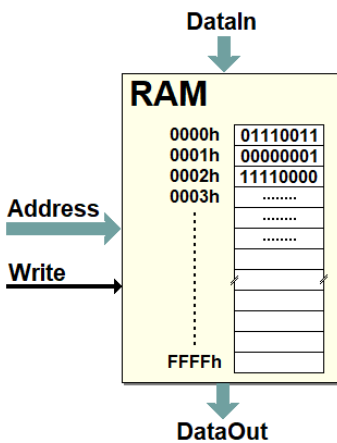 DataIn
RAM
0000h 01110011
0001h 00000001
0002h 11110000
0003h ........
........
........
Address
Write
FFFFh
DataOut